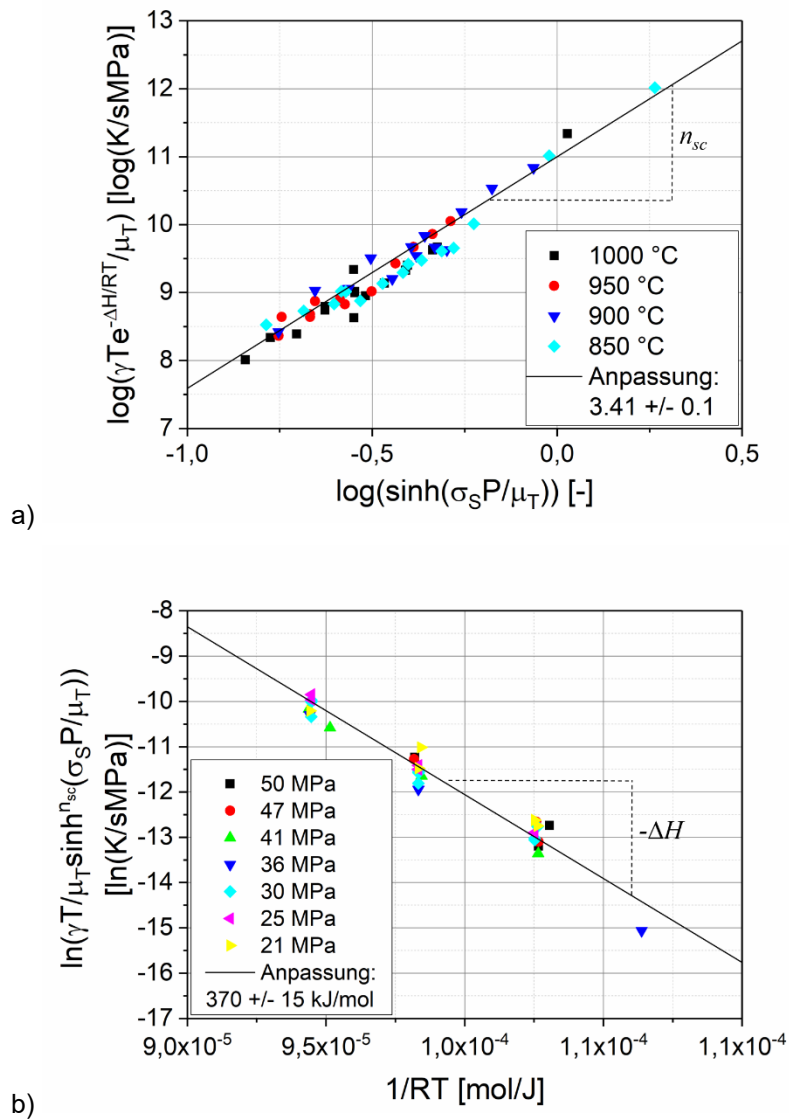 a)
13
12
11
10
9
8
7
log(γTe^-ΔH/RT/μ_T) [log(K/sMPa)]
n_sc
1000 °C
950 °C
900 °C
850 °C
Anpassung:
3.41 +/- 0.1
-1,0
-0,5
0,0
0,5
log(sinh(σ_SP/μ_T)) [-]
b)
-8
-9
-10
-11
-12
-13
-14
-15
-16
-17
ln(γT/μ_Tsinh^n_sc(σ_SP/μ_T))
[ln(K/sMPa)]
-ΔH
50 MPa
47 MPa
41 MPa
36 MPa
30 MPa
25 MPa
21 MPa
Anpassung:
370 +/- 15 kJ/mol
9,0x10⁻⁵
9,5x10⁻⁵
1,0x10⁻⁴
1,1x10⁻⁴
1,1x10⁻⁴
1/RT [mol/J]